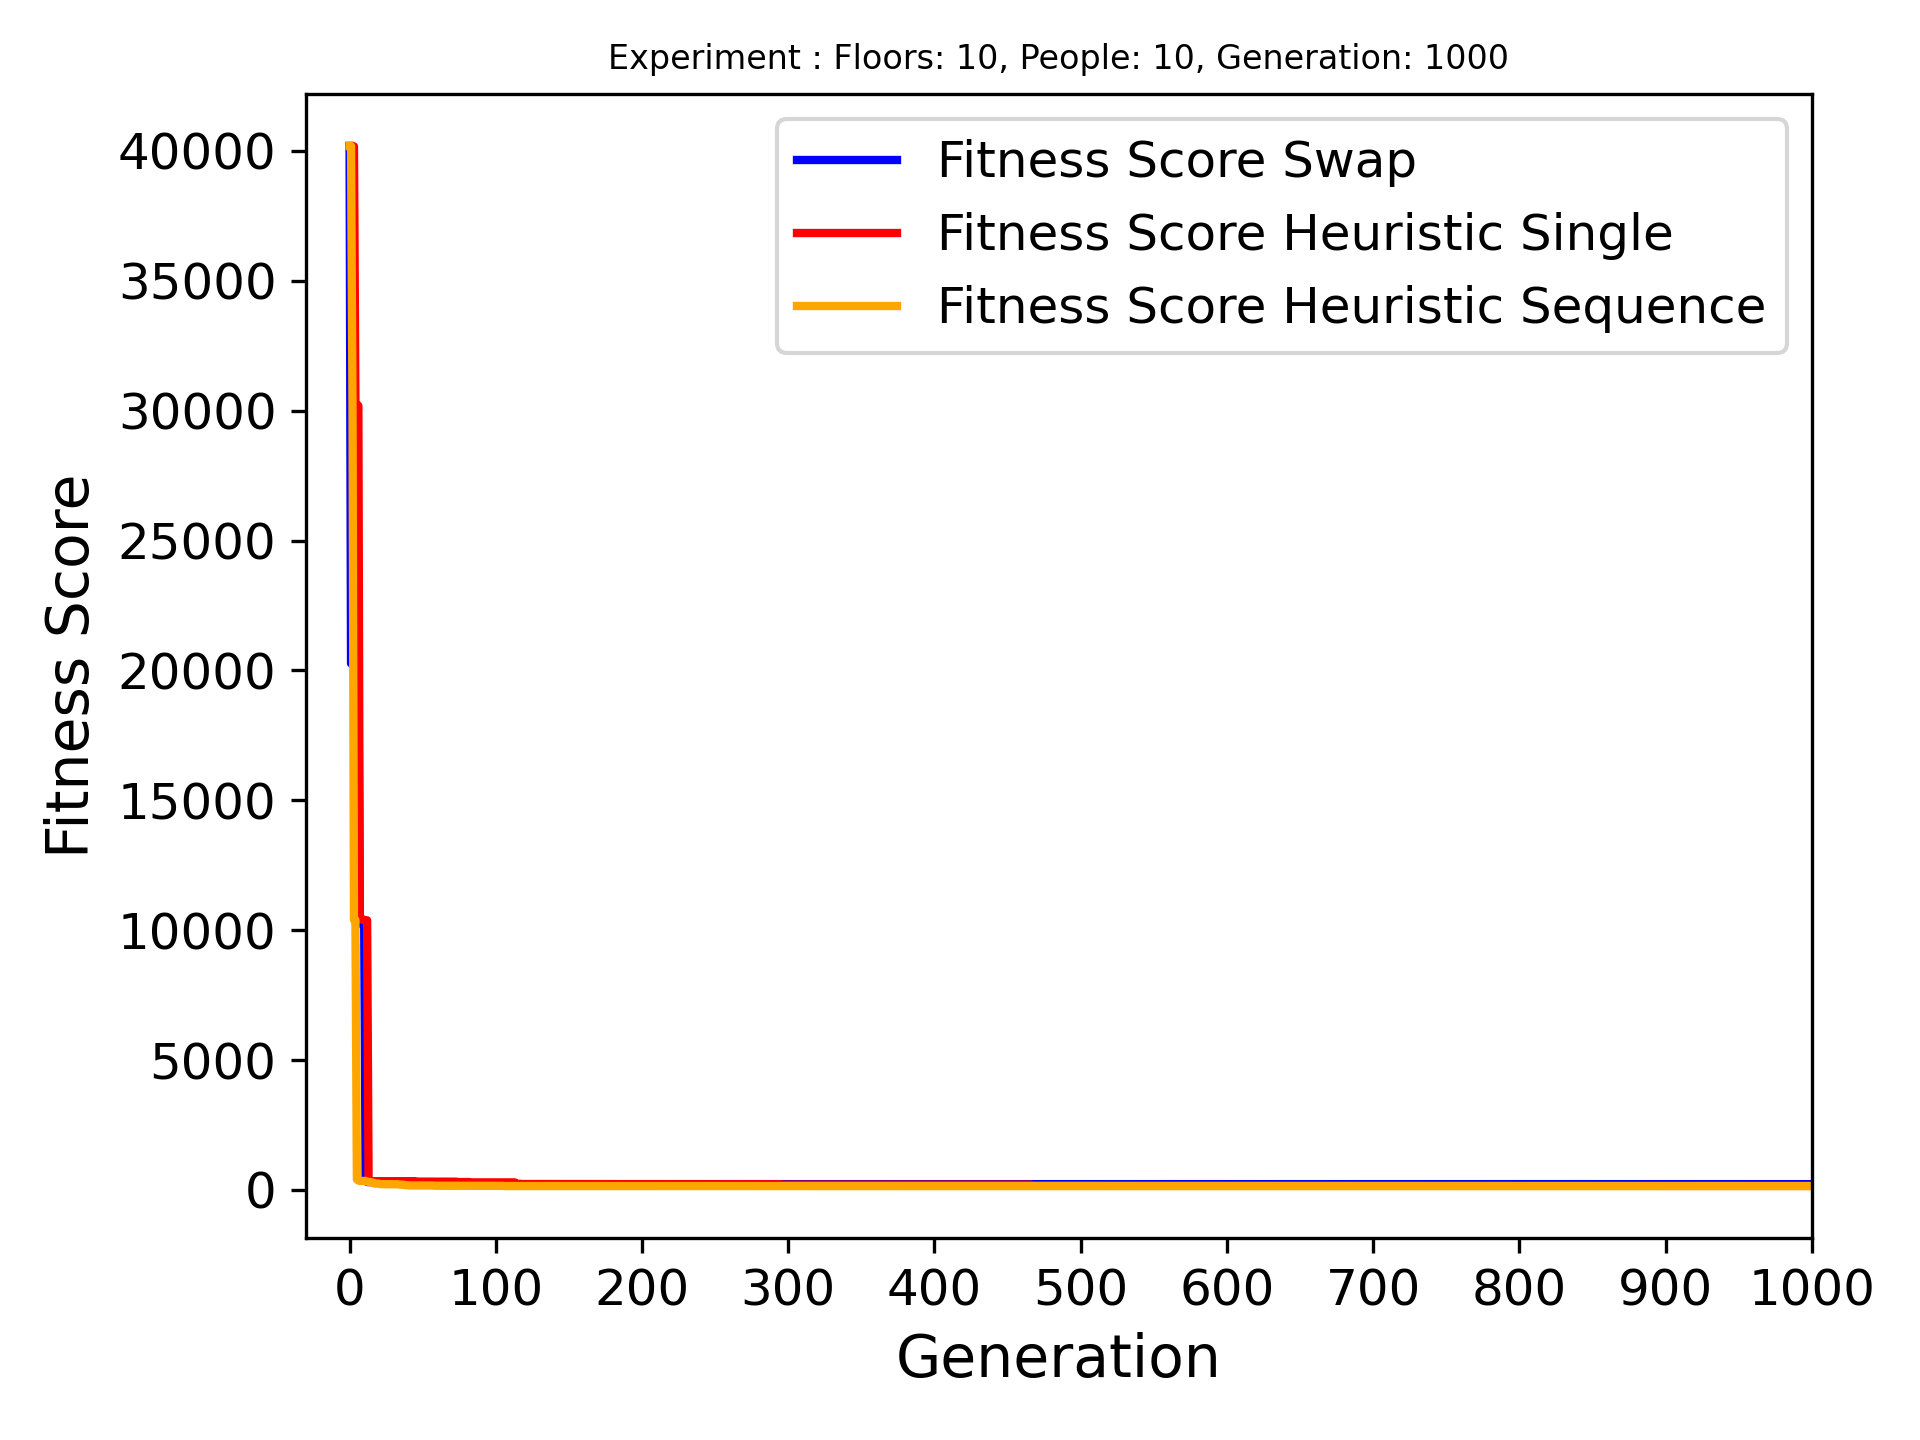 Experiment : Floors: 10, People: 10, Generation: 1000
Fitness Score Swap
Fitness Score Heuristic Single
Fitness Score Heuristic Sequence
Fitness Score
40000
35000
30000
25000
20000
15000
10000
5000
0
0 100 200 300 400 500 600 700 800 900 1000
Generation